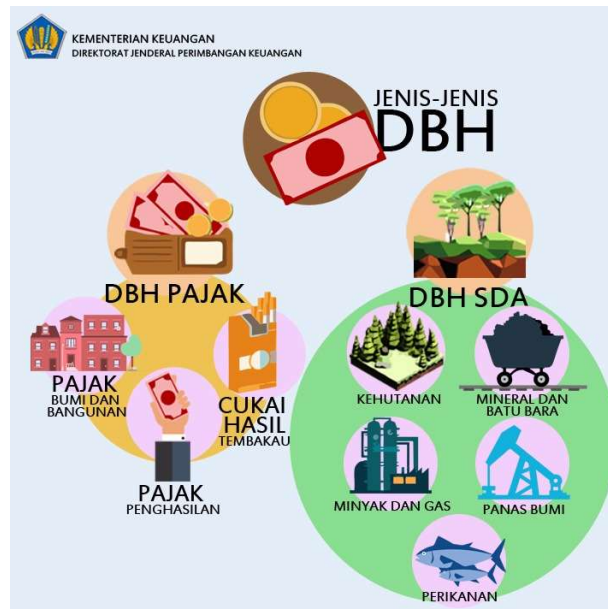 KEMENTERIAN KEUANGAN
DIREKTORAT JENDERAL PERIMBANGAN KEUANGAN
JENIS-JENIS
DBH
DBH PAJAK
PAJAK
BUMI DAN
BANGUNAN
CUKAI
HASIL
TEMBAKAU
PAJAK
PENGHASILAN
DBH SDA
KEHUTANAN
MINERAL DAN
BATU BARA
MINYAK DAN GAS
PANAS BUMI
PERIKANAN